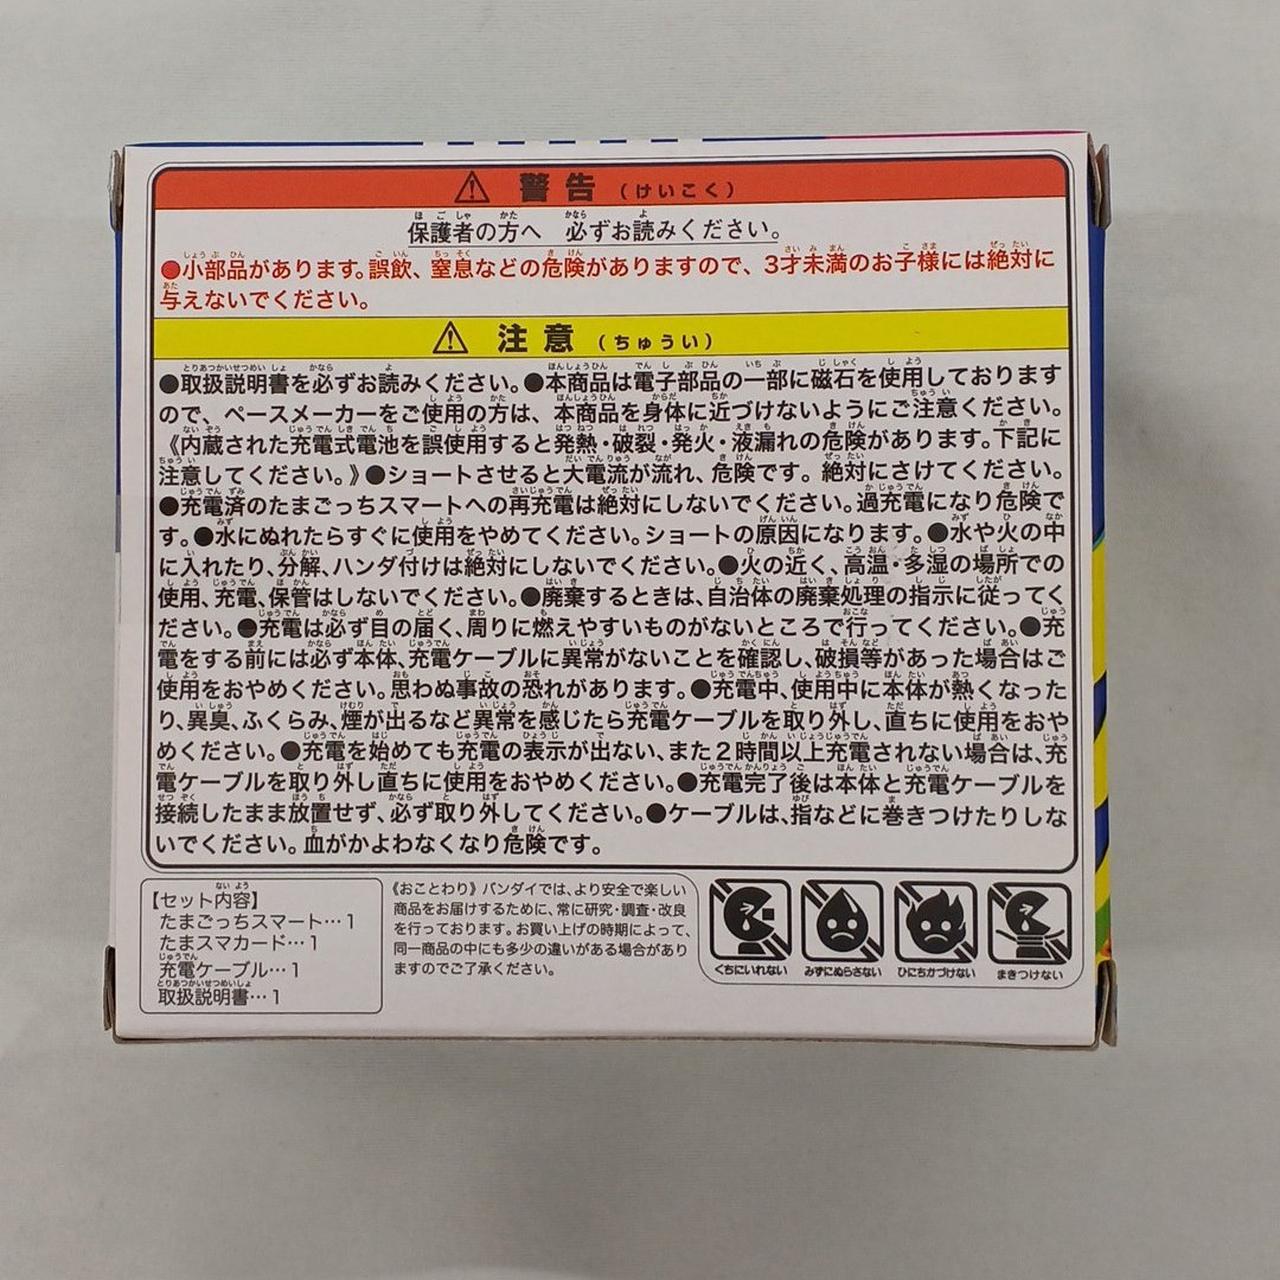 ⚠ 警告 (けいこく)
保護者の方へ 必ずお読みください。
●小部品があります。誤飲、窒息などの危険がありますので、3才未満のお子様には絶対に
与えないでください。
⚠ 注意 (ちゅうい)
●取扱説明書を必ずお読みください。●本商品は電子部品の一部に磁石を使用しております
ので、ペースメーカーをご使用の方は、本商品を身体に近づけないようにご注意ください。
《内蔵された充電式電池を誤使用すると発熱・破裂・発火・液漏れの危険があります。下記に
注意してください。》●ショートさせると大電流が流れ、危険です。絶対にさけてください。
●充電済のたまごっちスマートへの再充電は絶対にしないでください。過充電になり危険で
す。●水にぬれたらすぐに使用をやめてください。ショートの原因になります。●水や火の中
に入れたり、分解、ハンダ付けは絶対にしないでください。●火の近く、高温・多湿の場所での
使用、充電、保管はしないでください。●廃棄するときは、自治体の廃棄処理の指示に従ってく
ださい。●充電は必ず目の届く、周りに燃えやすいものがないところで行ってください。●充
電をする前には必ず本体、充電ケーブルに異常がないことを確認し、破損等があった場合はご
使用をおやめください。思わぬ事故の恐れがあります。●充電中、使用中に本体が熱くなった
り、異臭、ふくらみ、煙が出るなど異常を感じたら充電ケーブルを取り外し、直ちに使用をおや
めください。●充電を始めても充電の表示が出ない、また2時間以上充電されない場合は、充
電ケーブルを取り外し直ちに使用をおやめください。●充電完了後は本体と充電ケーブルを
接続したまま放置せず、必ず取り外してください。●ケーブルは、指などに巻きつけたりしな
いでください。血がかよわなくなり危険です。
【セット内容】
たまごっちスマート…1
たまスマカード…1
充電ケーブル…1
取扱説明書…1
《おことわり》バンダイでは、より安全で楽しい
商品をお届けするために、常に研究・調査・改良
を行っております。お買い上げの時期によって、
同一商品の中にも多少の違いがある場合があり
ますのでご了承ください。
くちにいれない
みずにぬらさない
ひにちかづけない
まきつけない